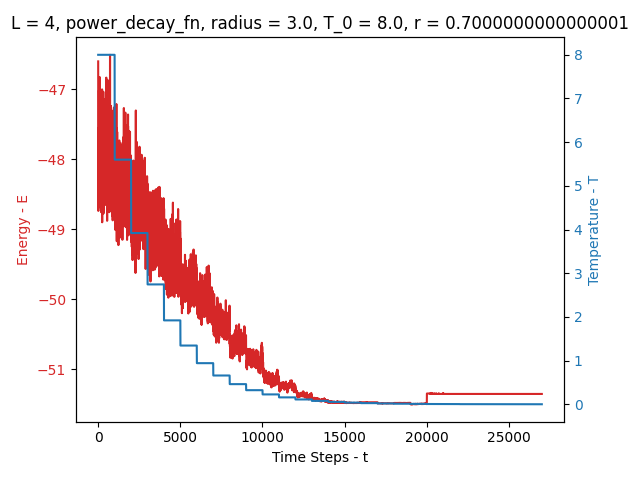 L = 4, power_decay_fn, radius = 3.0, T_0 = 8.0, r = 0.7000000000000001
−47
−48
−49
−50
−51
Energy - E
8
7
6
5
4
3
2
1
0
Temperature - T
0 5000 10000 15000 20000 25000
Time Steps - t